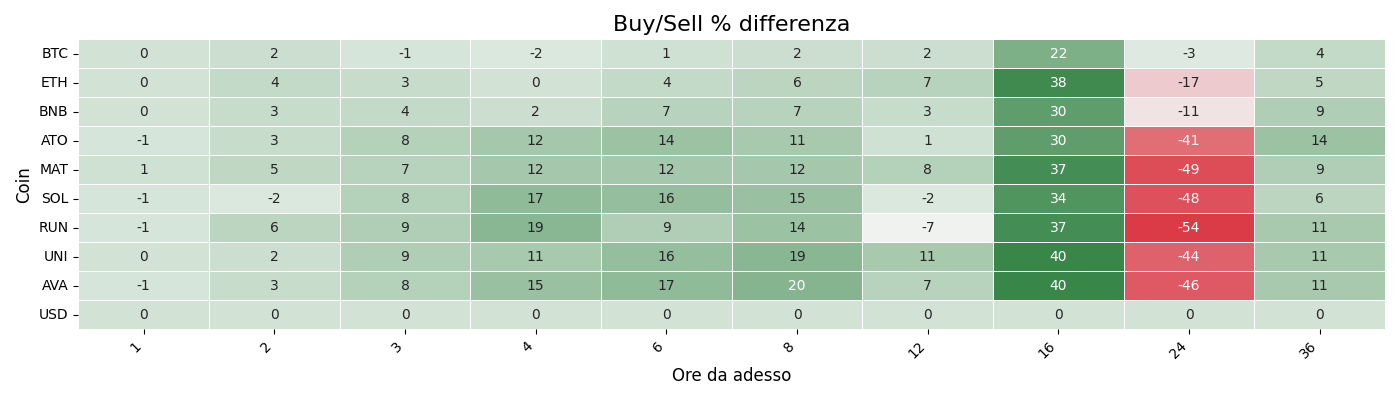 Buy/Sell % differenza
Coin
BTC 0 2 -1 -2 1 2 2 22 -3 4
ETH 0 4 3 0 4 6 7 38 -17 5
BNB 0 3 4 2 7 7 3 30 -11 9
ATO -1 3 8 12 14 11 1 30 -41 14
MAT 1 5 7 12 12 12 8 37 -49 9
SOL -1 -2 8 17 16 15 -2 34 -48 6
RUN -1 6 9 19 9 14 -7 37 -54 11
UNI 0 2 9 11 16 19 11 40 -44 11
AVA -1 3 8 15 17 20 7 40 -46 11
USD 0 0 0 0 0 0 0 0 0 0
1 2 3 4 6 8 12 16 24 36
Ore da adesso